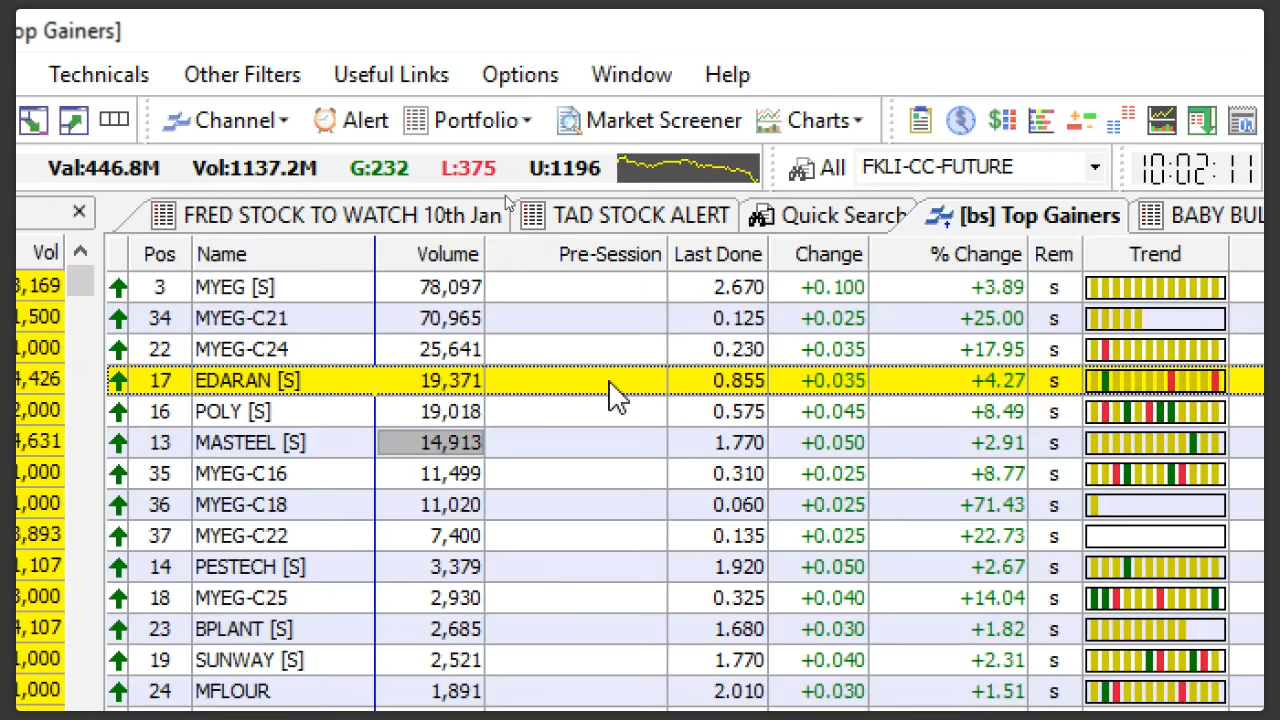 op Gainers]
Technicals Other Filters Useful Links Options Window Help
Channel Alert Portfolio Market Screener Charts
Val:446.8M Vol:1137.2M G:232 L:375 U:1196 All FKLI-CC-FUTURE 10:02:11
FRED STOCK TO WATCH 10th Jan TAD STOCK ALERT Quick Search [bs] Top Gainers BABY BUL
Vol Pos Name Volume Pre-Session Last Done Change % Change Rem Trend
3,169 3 MYEG [S] 78,097 2.670 +0.100 +3.89 s
1,500 34 MYEG-C21 70,965 0.125 +0.025 +25.00 s
1,000 22 MYEG-C24 25,641 0.230 +0.035 +17.95 s
4,426 17 EDARAN [S] 19,371 0.855 +0.035 +4.27 s
2,000 16 POLY [S] 19,018 0.575 +0.045 +8.49 s
4,631 13 MASTEEL [S] 14,913 1.770 +0.050 +2.91 s
1,000 35 MYEG-C16 11,499 0.310 +0.025 +8.77 s
1,000 36 MYEG-C18 11,020 0.060 +0.025 +71.43 s
3,893 37 MYEG-C22 7,400 0.135 +0.025 +22.73 s
1,107 14 PESTECH [S] 3,379 1.920 +0.050 +2.67 s
3,000 18 MYEG-C25 2,930 0.325 +0.040 +14.04 s
4,107 23 BPLANT [S] 2,685 1.680 +0.030 +1.82 s
1,000 19 SUNWAY [S] 2,521 1.770 +0.040 +2.31 s
1,000 24 MFLOUR 1,891 2.010 +0.030 +1.51 s